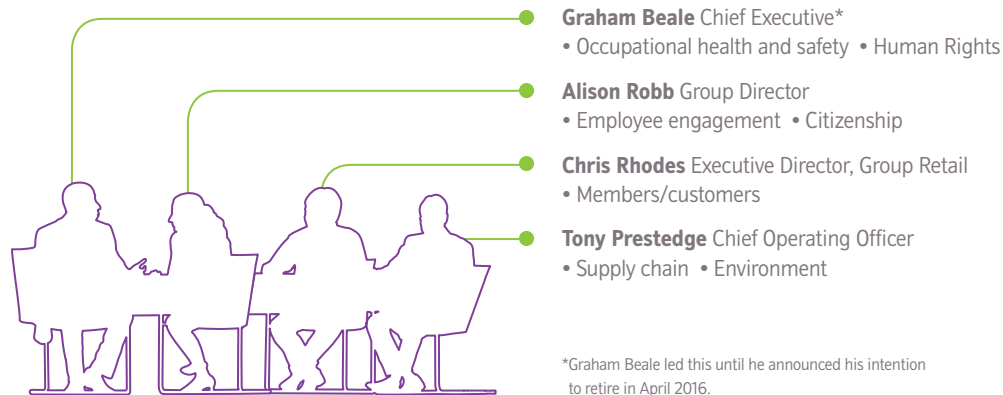 Graham Beale Chief Executive*
• Occupational health and safety • Human Rights
Alison Robb Group Director
• Employee engagement • Citizenship
Chris Rhodes Executive Director, Group Retail
• Members/customers
Tony Prestedge Chief Operating Officer
• Supply chain • Environment
*Graham Beale led this until he announced his intention
to retire in April 2016.